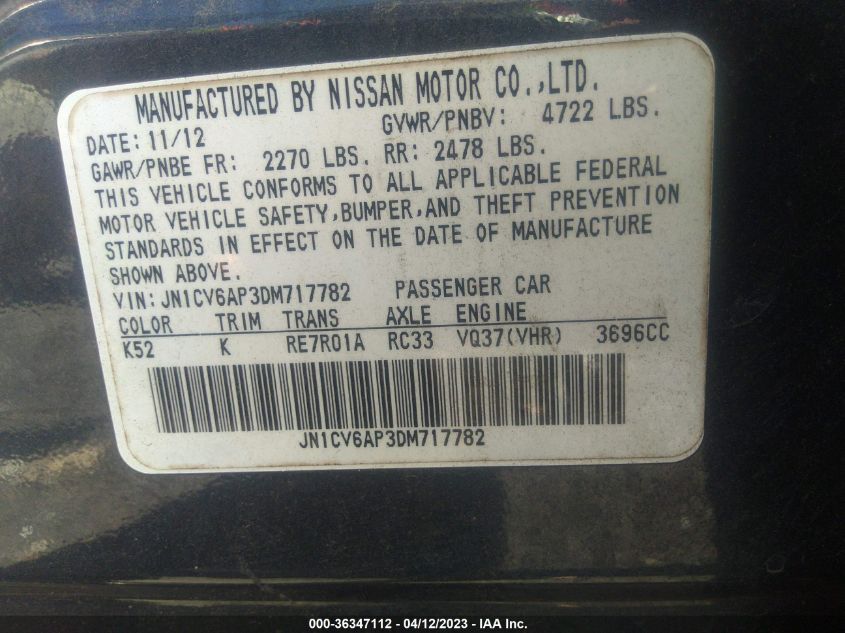 MANUFACTURED BY NISSAN MOTOR CO.,LTD.
DATE: 11/12 GVWR/PNBV: 4722 LBS.
GAWR/PNBE FR: 2270 LBS. RR: 2478 LBS.
THIS VEHICLE CONFORMS TO ALL APPLICABLE FEDERAL
MOTOR VEHICLE SAFETY,BUMPER,AND THEFT PREVENTION
STANDARDS IN EFFECT ON THE DATE OF MANUFACTURE
SHOWN ABOVE.
VIN: JN1CV6AP3DM717782 PASSENGER CAR
COLOR TRIM TRANS AXLE ENGINE
K52 K RE7R01A RC33 VQ37(VHR) 3696CC
JN1CV6AP3DM717782
000-36347112 - 04/12/2023 - IAA Inc.